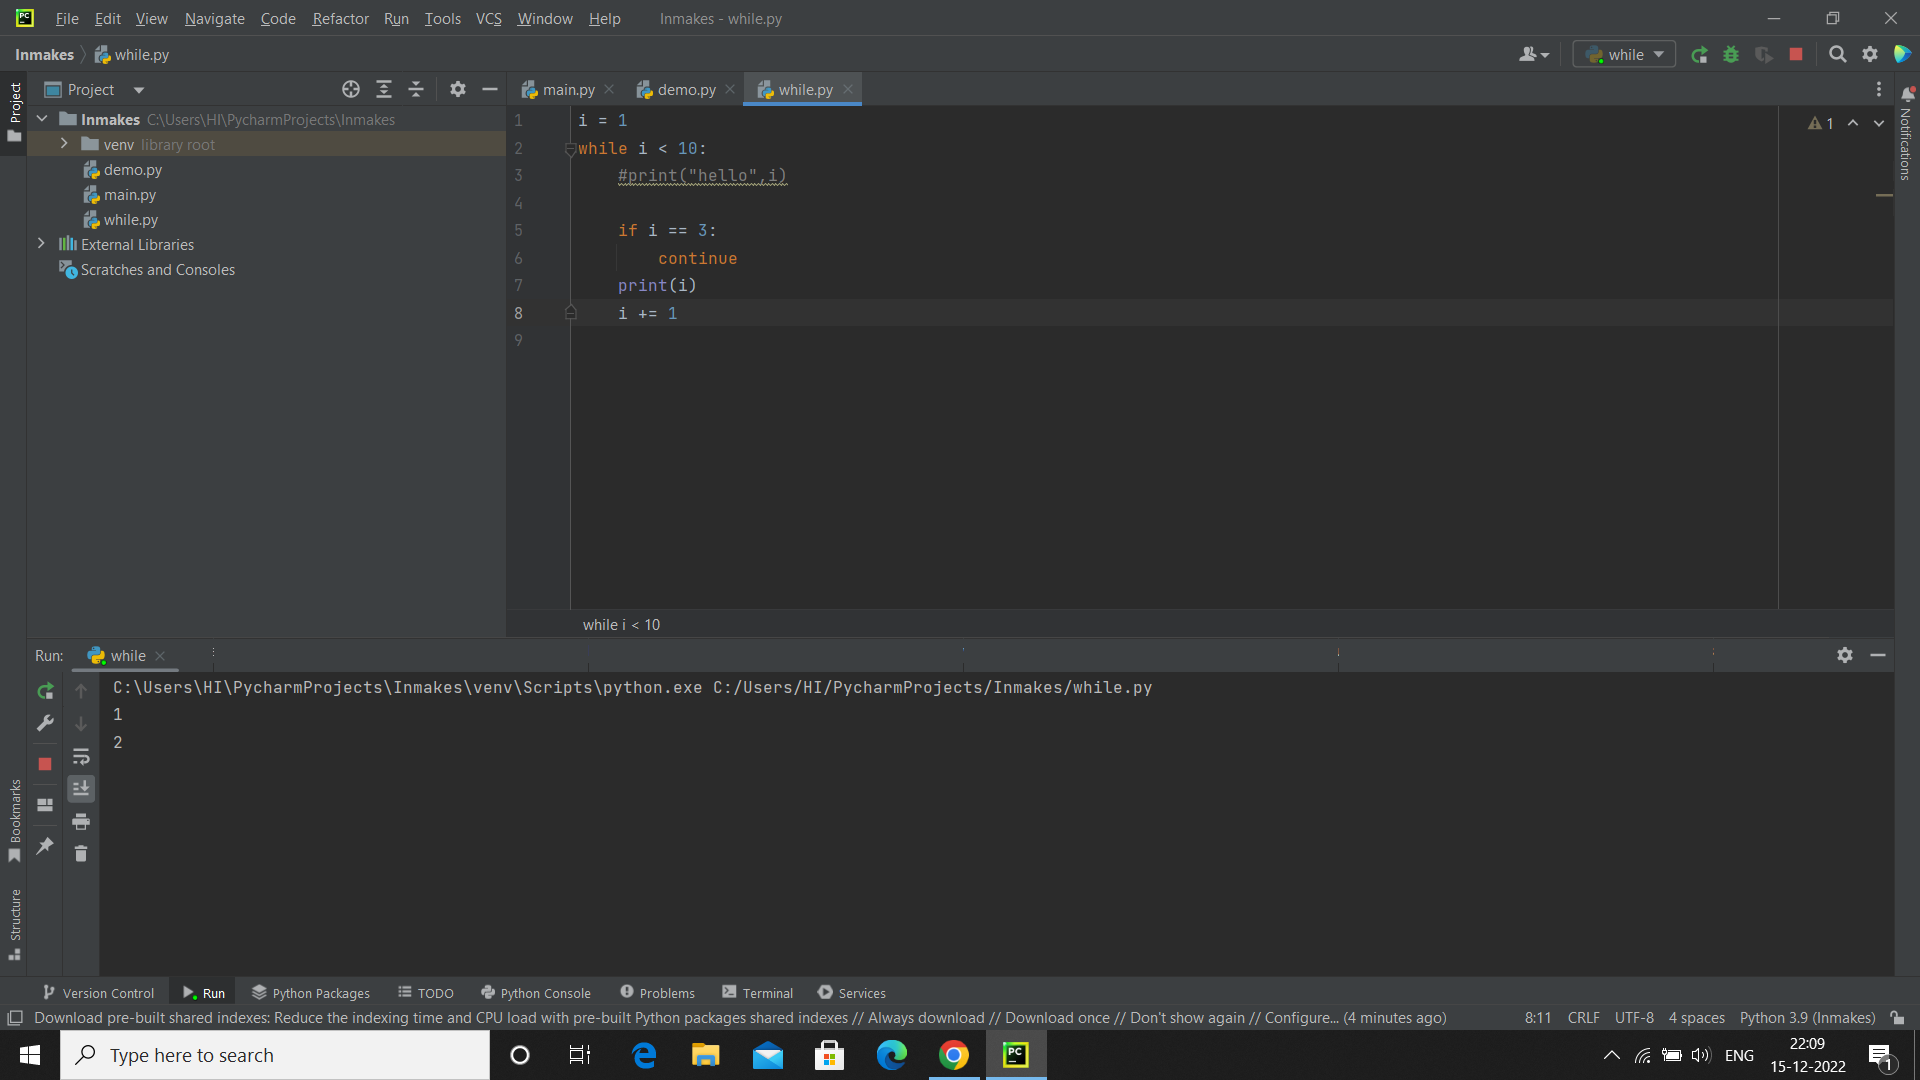 File Edit View Navigate Code Refactor Run Tools VCS Window Help Inmakes - while.py
Inmakes while.py while
Project
Project
Inmakes C:\Users\HI\PycharmProjects\Inmakes
venv library root
demo.py
main.py
while.py
External Libraries
Scratches and Consoles
main.py demo.py while.py
1 i = 1
2 while i < 10:
3 #print("hello",i)
4
5 if i == 3:
6 continue
7 print(i)
8 i += 1
9
1
Notifications
while i < 10
Run: while
C:\Users\HI\PycharmProjects\Inmakes\venv\Scripts\python.exe C:/Users/HI/PycharmProjects/Inmakes/while.py
1
2
Bookmarks
Structure
Version Control Run Python Packages TODO Python Console Problems Terminal Services
Download pre-built shared indexes: Reduce the indexing time and CPU load with pre-built Python packages shared indexes // Always download // Download once // Don't show again // Configure... (4 minutes ago) 8:11 CRLF UTF-8 4 spaces Python 3.9 (Inmakes)
Type here to search
PC
ENG
22:09
15-12-2022
1